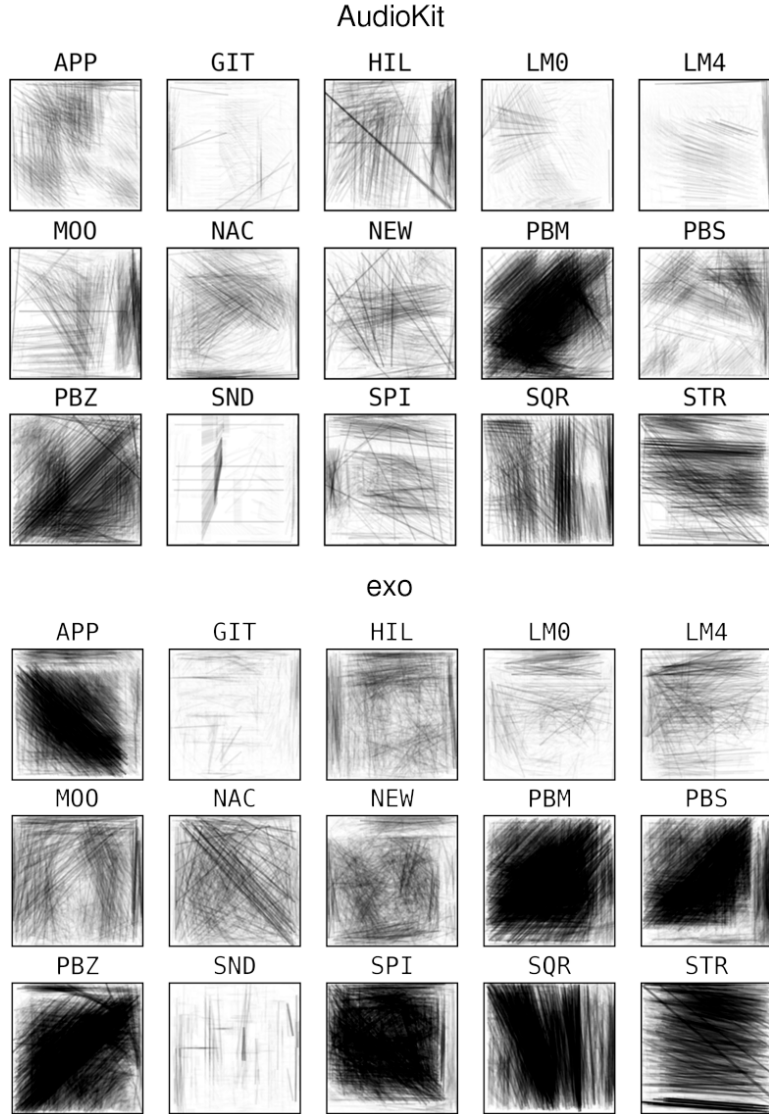 AudioKit
APP GIT HIL LM0 LM4
MOO NAC NEW PBM PBS
PBZ SND SPI SQR STR
exo
APP GIT HIL LM0 LM4
MOO NAC NEW PBM PBS
PBZ SND SPI SQR STR